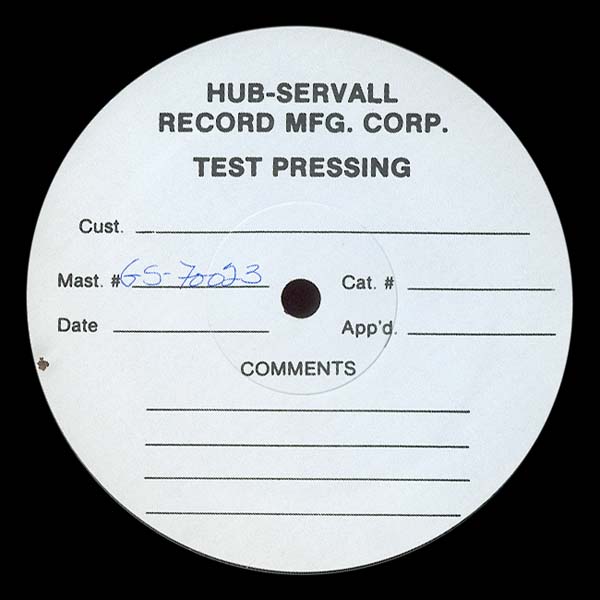 HUB-SERVALL
RECORD MFG. CORP.
TEST PRESSING
Cust.
Mast. # GS-70023 Cat. #
Date App'd.
COMMENTS